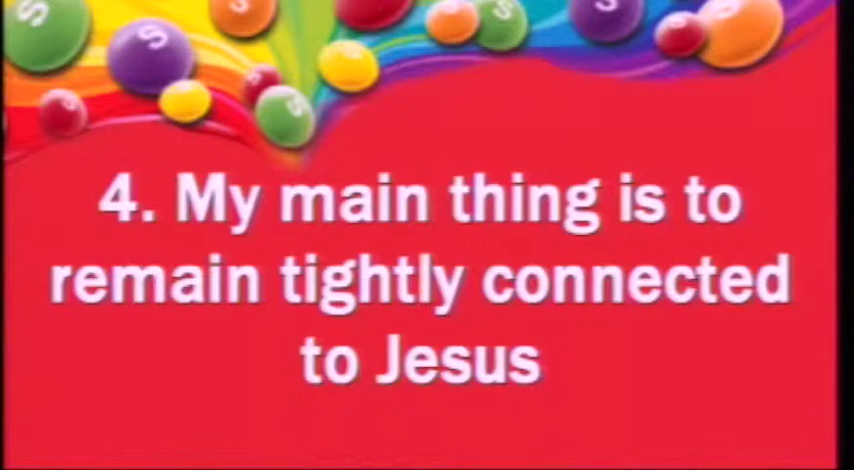 4. My main thing is to
remain tightly connected
to Jesus